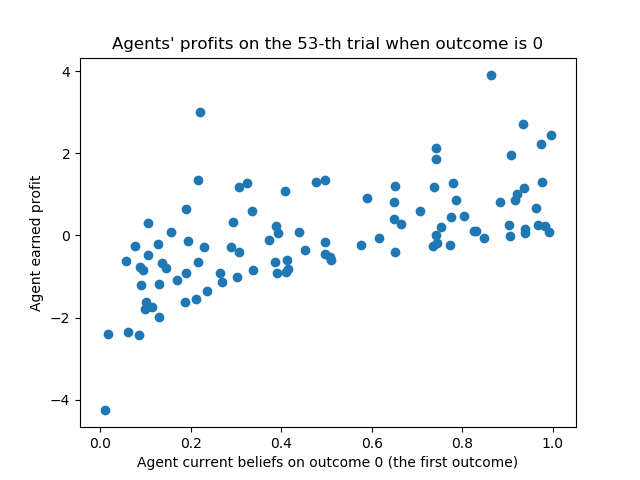 Agents' profits on the 53-th trial when outcome is 0
4
2
0
−2
−4
Agent earned profit
0.0 0.2 0.4 0.6 0.8 1.0
Agent current beliefs on outcome 0 (the first outcome)